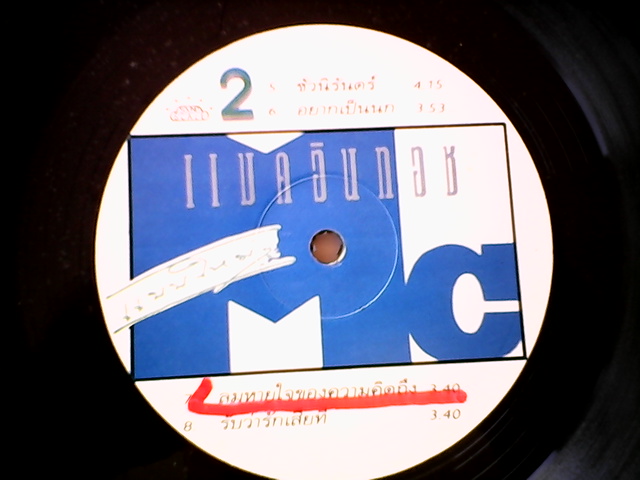 2
5 ชั่วนิรันดร์ 4.15
6 อยากเป็นนก 3.53
แมคอินทอช
Mc
ลมหายใจของความคิดถึง 3.40
8 รับว่ารักเสียที 3.40